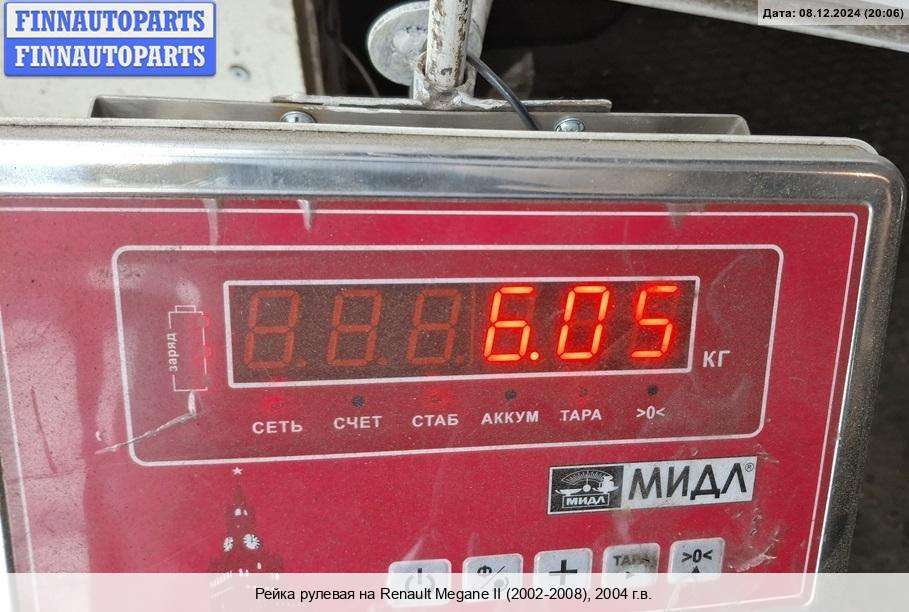 FINNAUTOPARTS
FINNAUTOPARTS
Дата: 08.12.2024 (20:06)
заряд
6.05
КГ
СЕТЬ СЧЕТ СТАБ АККУМ ТАРА >0<
МИДЛ
МИДЛ®
ТАРА >0<
Рейка рулевая на Renault Megane II (2002-2008), 2004 г.в.